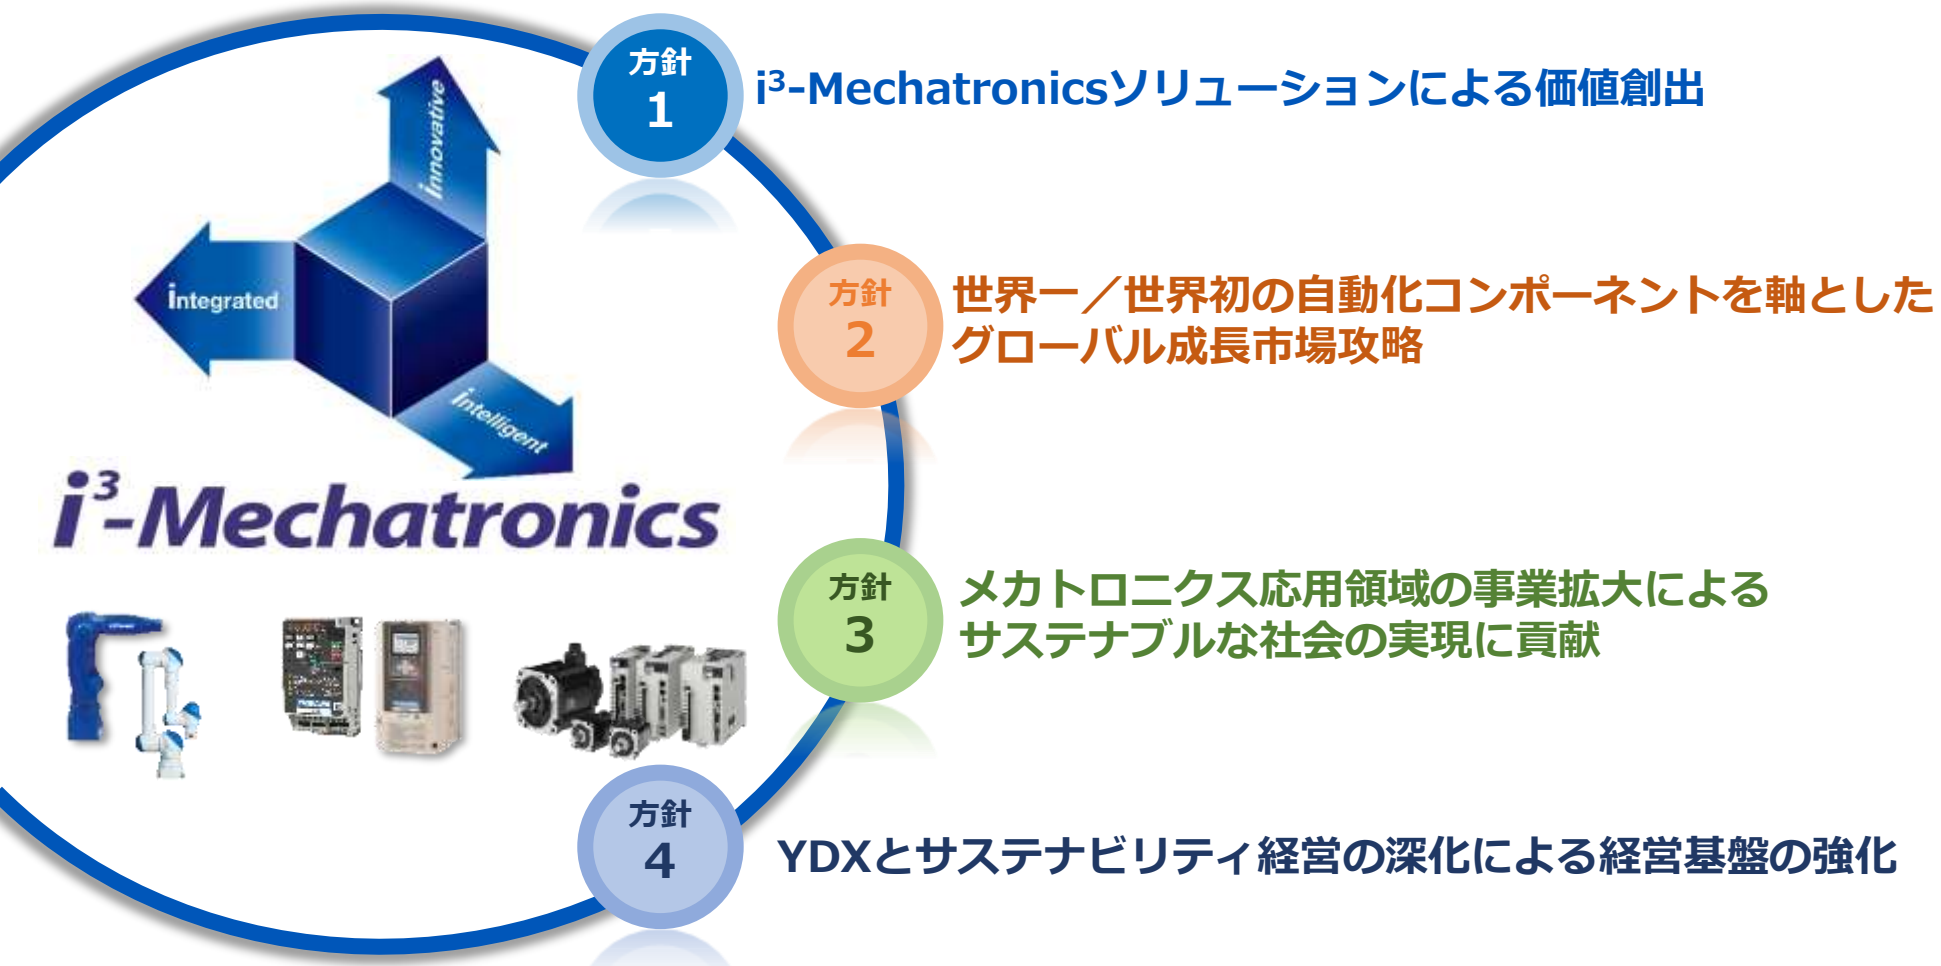 innovative
integrated
intelligent
i³-Mechatronics
方針
1
i³-Mechatronicsソリューションによる価値創出
方針
2
世界一／世界初の自動化コンポーネントを軸とした
グローバル成長市場攻略
方針
3
メカトロニクス応用領域の事業拡大による
サステナブルな社会の実現に貢献
方針
4
YDXとサステナビリティ経営の深化による経営基盤の強化